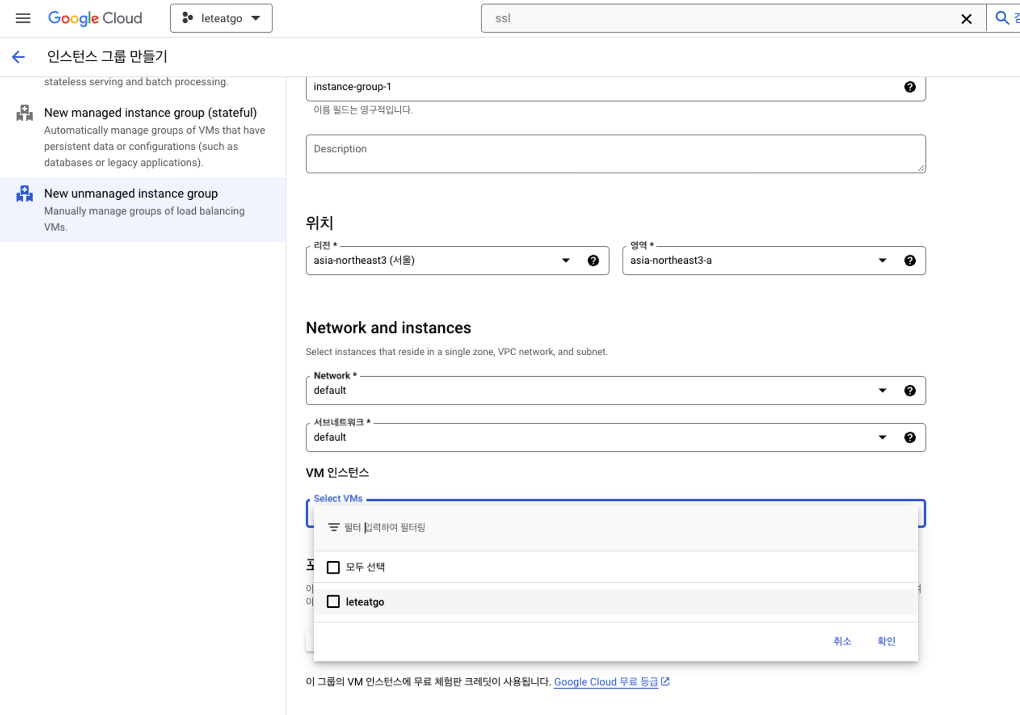 Google Cloud
leteatgo
ssl
인스턴스 그룹 만들기
stateless serving and batch processing.
New managed instance group (stateful)
Automatically manage groups of VMs that have
persistent data or configurations (such as
databases or legacy applications).
New unmanaged instance group
Manually manage groups of load balancing
VMs.
instance-group-1
이름 필드는 영구적입니다.
Description
위치
리전 *
asia-northeast3 (서울)
영역 *
asia-northeast3-a
Network and instances
Select instances that reside in a single zone, VPC network, and subnet.
Network *
default
서브네트워크 *
default
VM 인스턴스
Select VMs
필터 입력하여 필터링
모두 선택
leteatgo
취소
확인
이 그룹의 VM 인스턴스에 무료 체험판 크레딧이 사용됩니다. Google Cloud 무료 등급